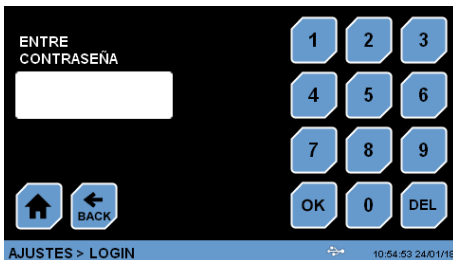 ENTRE
CONTRASEÑA
1 2 3
4 5 6
7 8 9
OK 0 DEL
BACK
AJUSTES > LOGIN
10:54:53 24/01/18